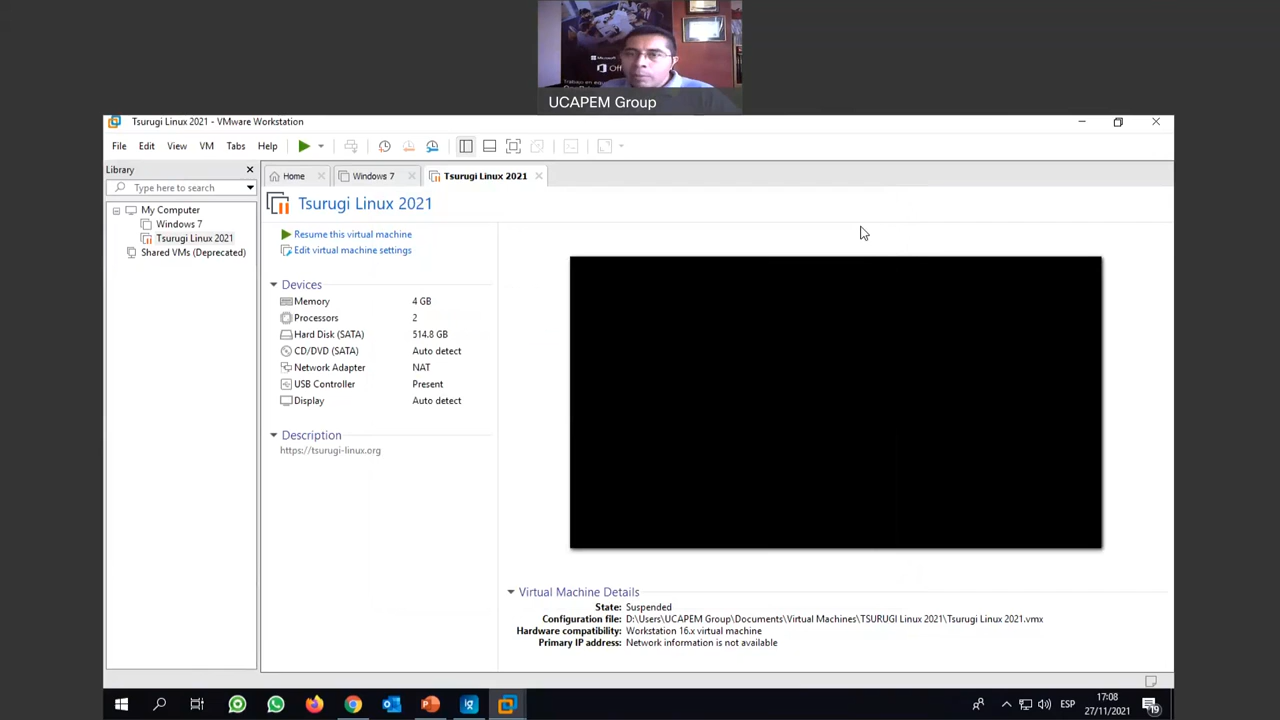 Microsoft
Off
UCAPEM Group
Tsurugi Linux 2021 - VMware Workstation
File Edit View VM Tabs Help
Library
Type here to search
My Computer
Windows 7
Tsurugi Linux 2021
Shared VMs (Deprecated)
Home Windows 7 Tsurugi Linux 2021
Tsurugi Linux 2021
Resume this virtual machine
Edit virtual machine settings
Devices
Memory 4 GB
Processors 2
Hard Disk (SATA) 514.8 GB
CD/DVD (SATA) Auto detect
Network Adapter NAT
USB Controller Present
Display Auto detect
Description
https://tsurugi-linux.org
Virtual Machine Details
State: Suspended
Configuration file: D:\Users\UCAPEM Group\Documents\Virtual Machines\TSURUGI Linux 2021\Tsurugi Linux 2021.vmx
Hardware compatibility: Workstation 16.x virtual machine
Primary IP address: Network information is not available
ESP
17:08
27/11/2021
19